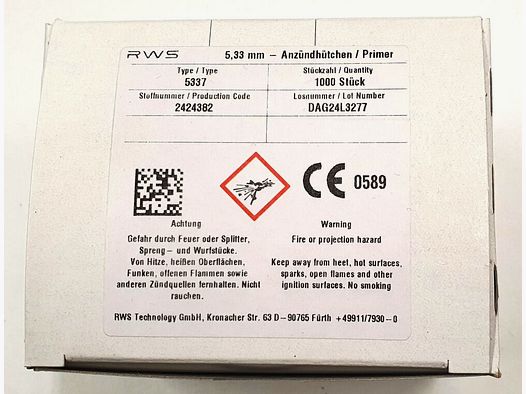 RWS 5,33 mm – Anzündhütchen / Primer
Type / Type Stückzahl / Quantity
5337 1000 Stück
Stoffnummer / Production Code Losnummer / Lot Number
2424382 DAG24L3277
CE 0589
Achtung Warning
Gefahr durch Feuer oder Splitter, Fire or projection hazard
Spreng – und Wurfstücke.
Von Hitze, heißen Oberflächen, Keep away from heel, hot surfaces,
Funken, offenen Flammen sowie sparks, open flames and other
anderen Zündquellen fernhalten. Nicht ignition surfaces. No smoking
rauchen.
RWS Technology GmbH, Kronacher Str. 63 D–90765 Fürth +49911/7930–0